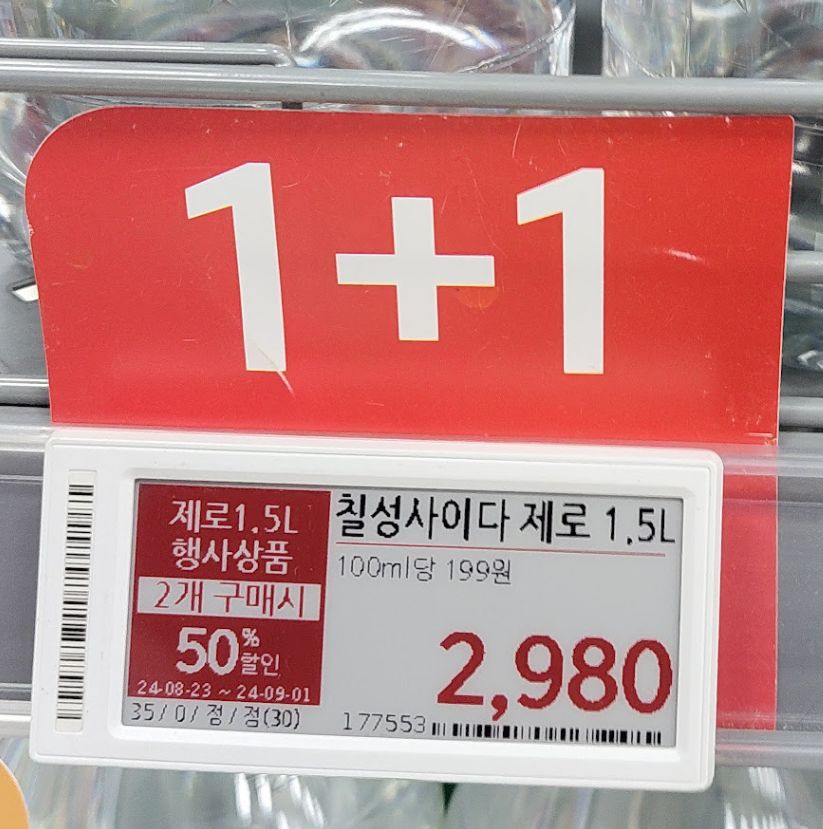 1+1
제로1.5L
행사상품
2개 구매시
50%할인
24-08-23 ~ 24-09-01
35/0/정/점(30)
칠성사이다 제로 1.5L
100ml당 199원
2,980
177553